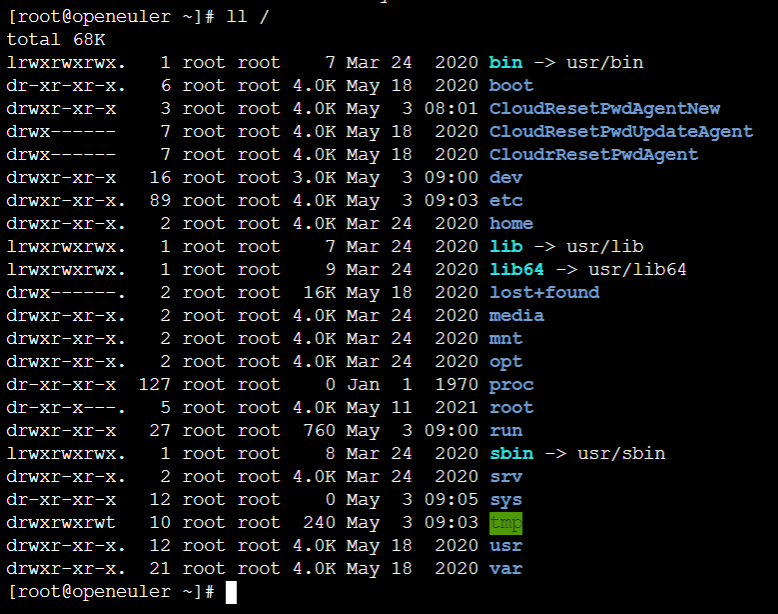 [root@openeuler ~]# ll /
total 68K
lrwxrwxrwx.   1 root root    7 Mar 24  2020 bin -> usr/bin
dr-xr-xr-x.   6 root root 4.0K May 18  2020 boot
drwxr-xr-x    3 root root 4.0K May  3 08:01 CloudResetPwdAgentNew
drwx------    7 root root 4.0K May 18  2020 CloudResetPwdUpdateAgent
drwx------    7 root root 4.0K May 18  2020 CloudrResetPwdAgent
drwxr-xr-x   16 root root 3.0K May  3 09:00 dev
drwxr-xr-x.  89 root root 4.0K May  3 09:03 etc
drwxr-xr-x.   2 root root 4.0K Mar 24  2020 home
lrwxrwxrwx.   1 root root    7 Mar 24  2020 lib -> usr/lib
lrwxrwxrwx.   1 root root    9 Mar 24  2020 lib64 -> usr/lib64
drwx------.   2 root root  16K May 18  2020 lost+found
drwxr-xr-x.   2 root root 4.0K Mar 24  2020 media
drwxr-xr-x.   2 root root 4.0K Mar 24  2020 mnt
drwxr-xr-x.   2 root root 4.0K Mar 24  2020 opt
dr-xr-xr-x  127 root root    0 Jan  1  1970 proc
dr-xr-x---.   5 root root 4.0K May 11  2021 root
drwxr-xr-x   27 root root  760 May  3 09:00 run
lrwxrwxrwx.   1 root root    8 Mar 24  2020 sbin -> usr/sbin
drwxr-xr-x.   2 root root 4.0K Mar 24  2020 srv
dr-xr-xr-x   12 root root    0 May  3 09:05 sys
drwxrwxrwt   10 root root  240 May  3 09:03 tmp
drwxr-xr-x.  12 root root 4.0K May 18  2020 usr
drwxr-xr-x.  21 root root 4.0K May 18  2020 var
[root@openeuler ~]#